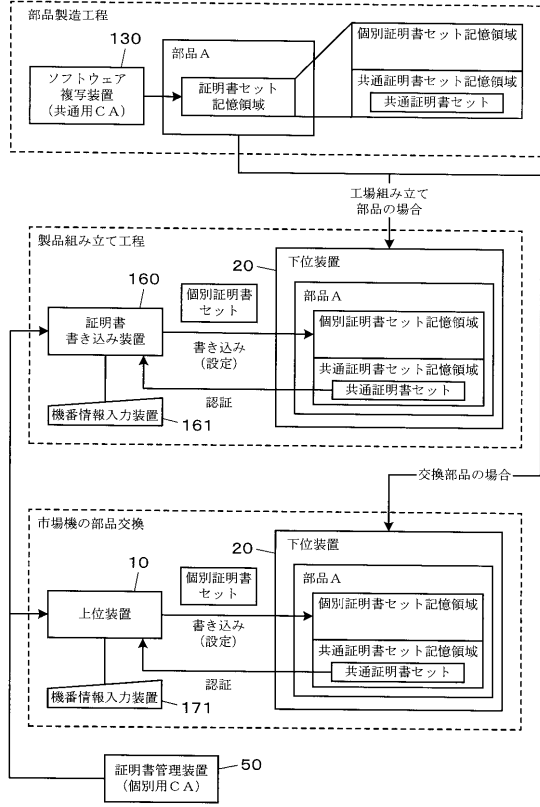 部品製造工程
130
ソフトウェア
複写装置
(共通用CA)
部品A
証明書セット
記憶領域
個別証明書セット記憶領域
共通証明書セット記憶領域
共通証明書セット
工場組み立て
部品の場合
製品組み立て工程
160
証明書
書き込み装置
機番情報入力装置
161
個別証明書
セット
書き込み
(設定)
認証
20
下位装置
部品A
個別証明書セット記憶領域
共通証明書セット記憶領域
共通証明書セット
交換部品の場合
市場機の部品交換
10
上位装置
機番情報入力装置
171
個別証明書
セット
書き込み
(設定)
認証
20
下位装置
部品A
個別証明書セット記憶領域
共通証明書セット記憶領域
共通証明書セット
証明書管理装置
(個別用CA)
50